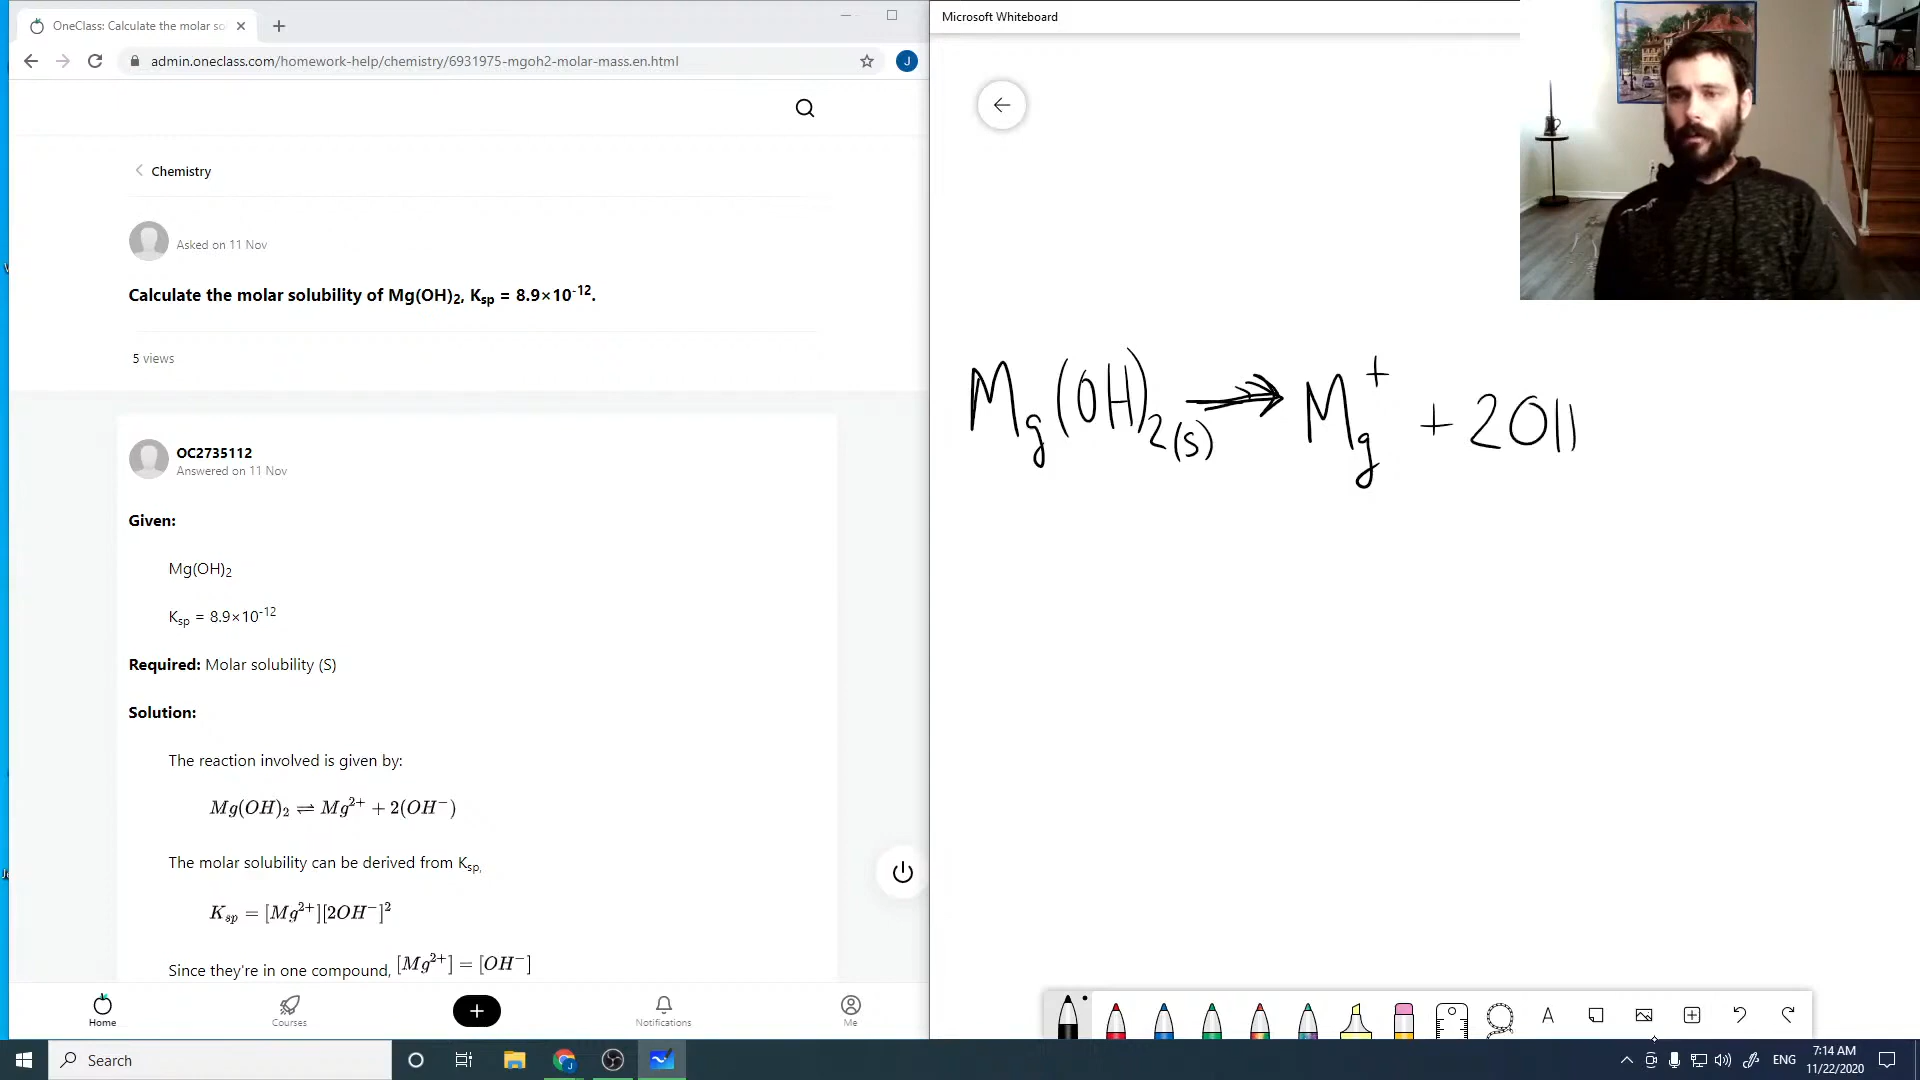 OneClass: Calculate the molar so
admin.oneclass.com/homework-help/chemistry/6931975-mgoh2-molar-mass.en.html
J
Chemistry
Asked on 11 Nov
Calculate the molar solubility of Mg(OH)₂, Kₛₚ = 8.9×10⁻¹².
5 views
OC2735112
Answered on 11 Nov
Given:
Mg(OH)₂
Kₛₚ = 8.9×10⁻¹²
Required: Molar solubility (S)
Solution:
The reaction involved is given by:
Mg(OH)₂ ⇌ Mg²⁺ + 2(OH⁻)
The molar solubility can be derived from Kₛₚ,
Kₛₚ = [Mg²⁺][2OH⁻]²
Since they're in one compound, [Mg²⁺] = [OH⁻]
Home
Courses
Notifications
Me
Microsoft Whiteboard
Mg(OH)₂₍ₛ₎ → Mg⁺ + 2OH
Search
ENG
7:14 AM
11/22/2020